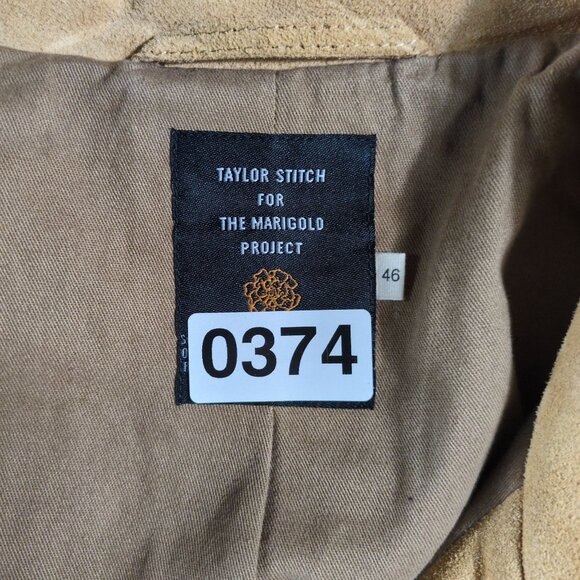 TAYLOR STITCH
FOR
THE MARIGOLD
PROJECT
46
0374